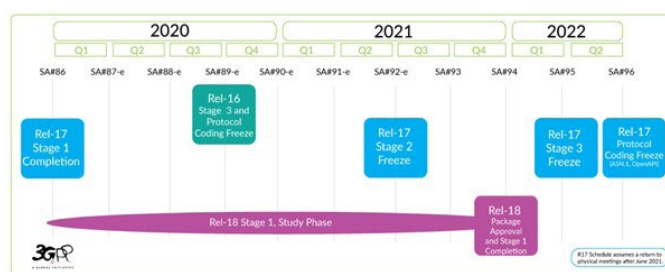 2020
2021
2022
Q1
Q2
Q3
Q4
Q1
Q2
Q3
Q4
Q1
Q2
SA#86
SA#87-e
SA#88-e
SA#89-e
SA#90-e
SA#91-e
SA#92-e
SA#93
SA#94
SA#95
SA#96
Rel-17
Stage 1
Completion
Rel-16
Stage 3 and
Protocol
Coding Freeze
Rel-17
Stage 2
Freeze
Rel-17
Stage 3
Freeze
Rel-17
Protocol
Coding Freeze
(ASN.1, OpenAPI)
Rel-18 Stage 1, Study Phase
Rel-18
Package
Approval
and Stage 1
Completion
3GPP
A GLOBAL INITIATIVE
R17 Schedule assumes a return to
physical meetings after June 2021.